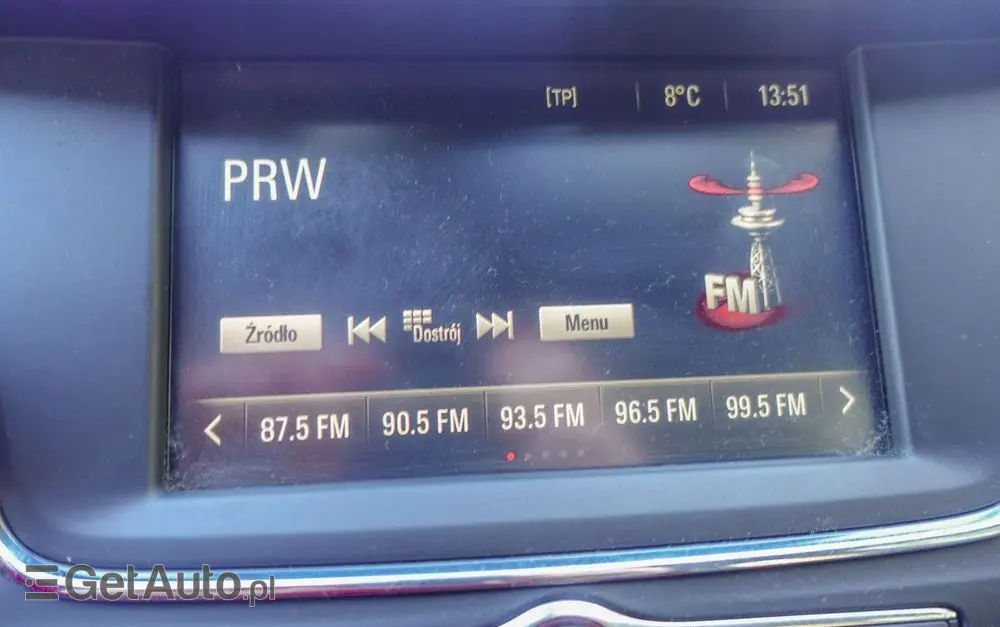 [TP] 8°C 13:51
PRW
FM
Źródło Dostrój Menu
87.5 FM 90.5 FM 93.5 FM 96.5 FM 99.5 FM
GetAuto.pl